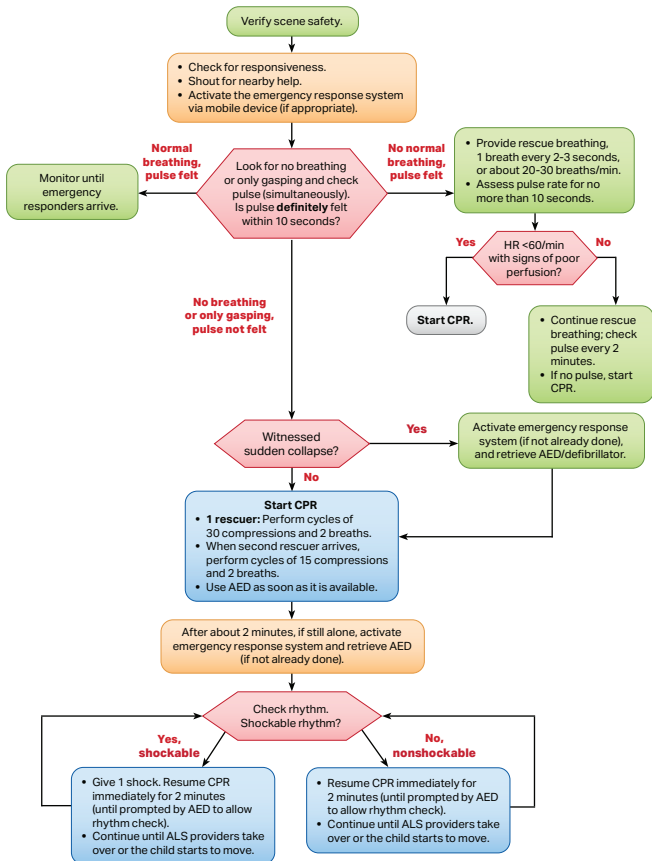 Verify scene safety.
• Check for responsiveness.
• Shout for nearby help.
• Activate the emergency response system
via mobile device (if appropriate).
Normal
breathing,
pulse felt
Look for no breathing
or only gasping and check
pulse (simultaneously).
Is pulse definitely felt
within 10 seconds?
No normal
breathing,
pulse felt
Monitor until
emergency
responders arrive.
• Provide rescue breathing,
1 breath every 2-3 seconds,
or about 20-30 breaths/min.
• Assess pulse rate for no
more than 10 seconds.
Yes
HR <60/min
with signs of poor
perfusion?
No
Start CPR.
• Continue rescue
breathing; check
pulse every 2
minutes.
• If no pulse, start
CPR.
No breathing
or only gasping,
pulse not felt
Witnessed
sudden collapse?
Yes
Activate emergency response
system (if not already done),
and retrieve AED/defibrillator.
No
Start CPR
• 1 rescuer: Perform cycles of
30 compressions and 2 breaths.
• When second rescuer arrives,
perform cycles of 15 compressions
and 2 breaths.
• Use AED as soon as it is available.
After about 2 minutes, if still alone, activate
emergency response system and retrieve AED
(if not already done).
Check rhythm.
Shockable rhythm?
Yes,
shockable
No,
nonshockable
• Give 1 shock. Resume CPR
immediately for 2 minutes
(until prompted by AED to allow
rhythm check).
• Continue until ALS providers take
over or the child starts to move.
• Resume CPR immediately for
2 minutes (until prompted by AED
to allow rhythm check).
• Continue until ALS providers take
over or the child starts to move.